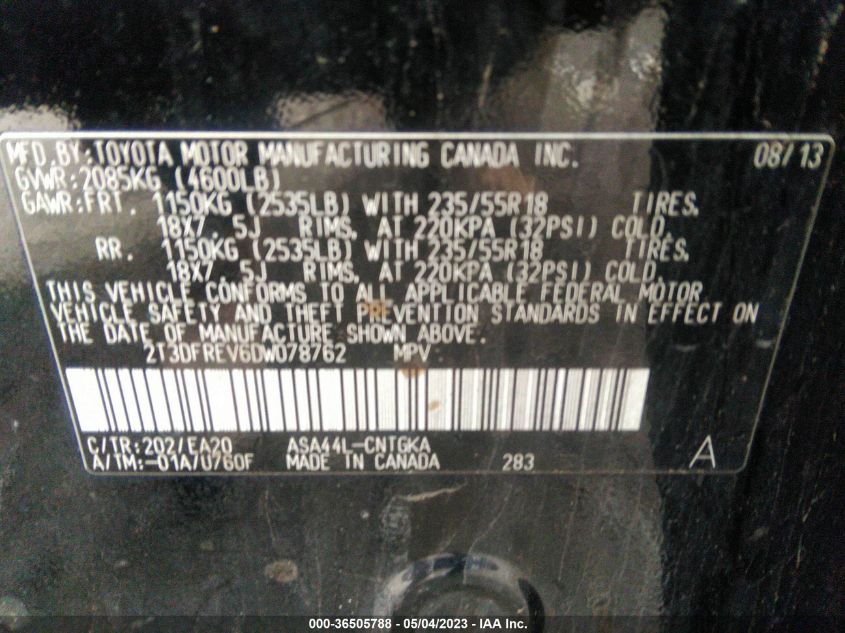 MFD.BY:TOYOTA MOTOR MANUFACTURING CANADA INC. 08/13
GVWR:2085KG (4600LB)
GAWR:FRT. 1150KG (2535LB) WITH 235/55R18 TIRES,
18X7. 5J RIMS, AT 220KPA (32PSI) COLD.
RR. 1150KG (2535LB) WITH 235/55R18 TIRES,
18X7. 5J RIMS, AT 220KPA (32PSI) COLD.
THIS VEHICLE CONFORMS TO ALL APPLICABLE FEDERAL MOTOR
VEHICLE SAFETY AND THEFT PREVENTION STANDARDS IN EFFECT ON
THE DATE OF MANUFACTURE SHOWN ABOVE.
2T3DFREV6DW078762 MPV
C/TR:202/EA20 ASA44L-CNTGKA
A/TM:-01A/U760F MADE IN CANADA 283 A
000-36505788 - 05/04/2023 - IAA Inc.